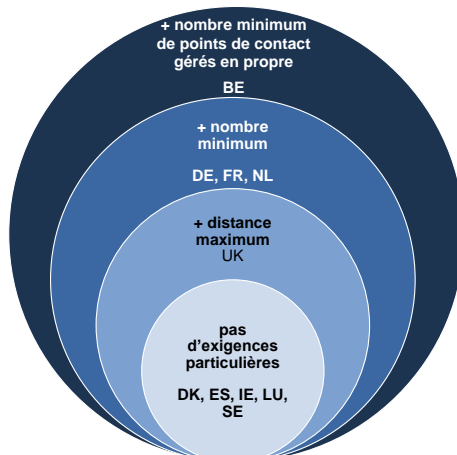 + nombre minimum
de points de contact
gérés en propre
BE
+ nombre
minimum
DE, FR, NL
+ distance
maximum
UK
pas
d'exigences
particulières
DK, ES, IE, LU,
SE